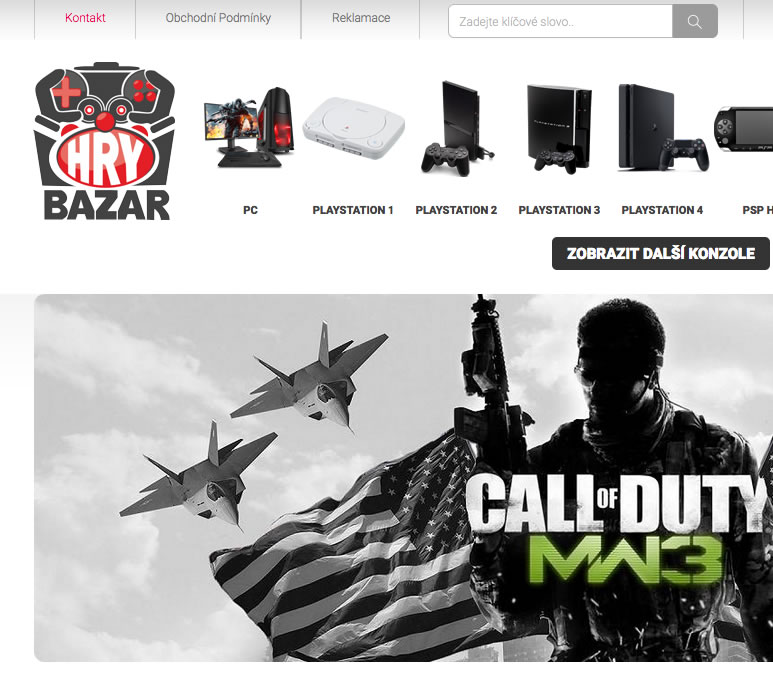 Kontakt
Obchodní Podmínky
Reklamace
Zadejte klíčové slovo..
HRY
BAZAR
PC
PLAYSTATION 1
PLAYSTATION 2
PLAYSTATION 3
PLAYSTATION 4
PSP H
ZOBRAZIT DALŠÍ KONZOLE
CALL OF DUTY
MW3